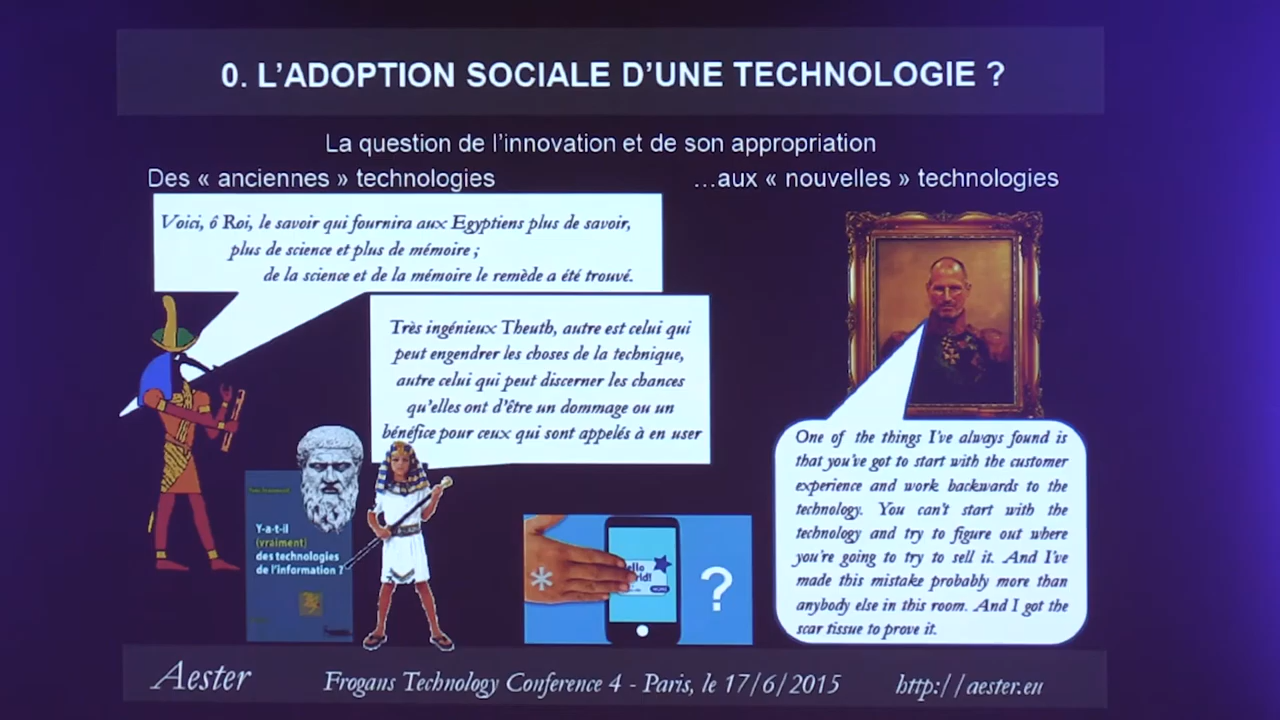 0. L'ADOPTION SOCIALE D'UNE TECHNOLOGIE ?
La question de l'innovation et de son appropriation
Des « anciennes » technologies
…aux « nouvelles » technologies
Voici, ô Roi, le savoir qui fournira aux Egyptiens plus de savoir,
plus de science et plus de mémoire ;
de la science et de la mémoire le remède a été trouvé.
Très ingénieux Theuth, autre est celui qui
peut engendrer les choses de la technique,
autre celui qui peut discerner les chances
qu'elles ont d'être un dommage ou un
bénéfice pour ceux qui sont appelés à en user
Y-a-t-il
(vraiment)
des technologies
de l'information ?
*
?
One of the things I've always found is
that you've got to start with the customer
experience and work backwards to the
technology. You can't start with the
technology and try to figure out where
you're going to try to sell it. And I've
made this mistake probably more than
anybody else in this room. And I got the
scar tissue to prove it.
Aester
Frogans Technology Conference 4 - Paris, le 17/6/2015
http://aester.eu